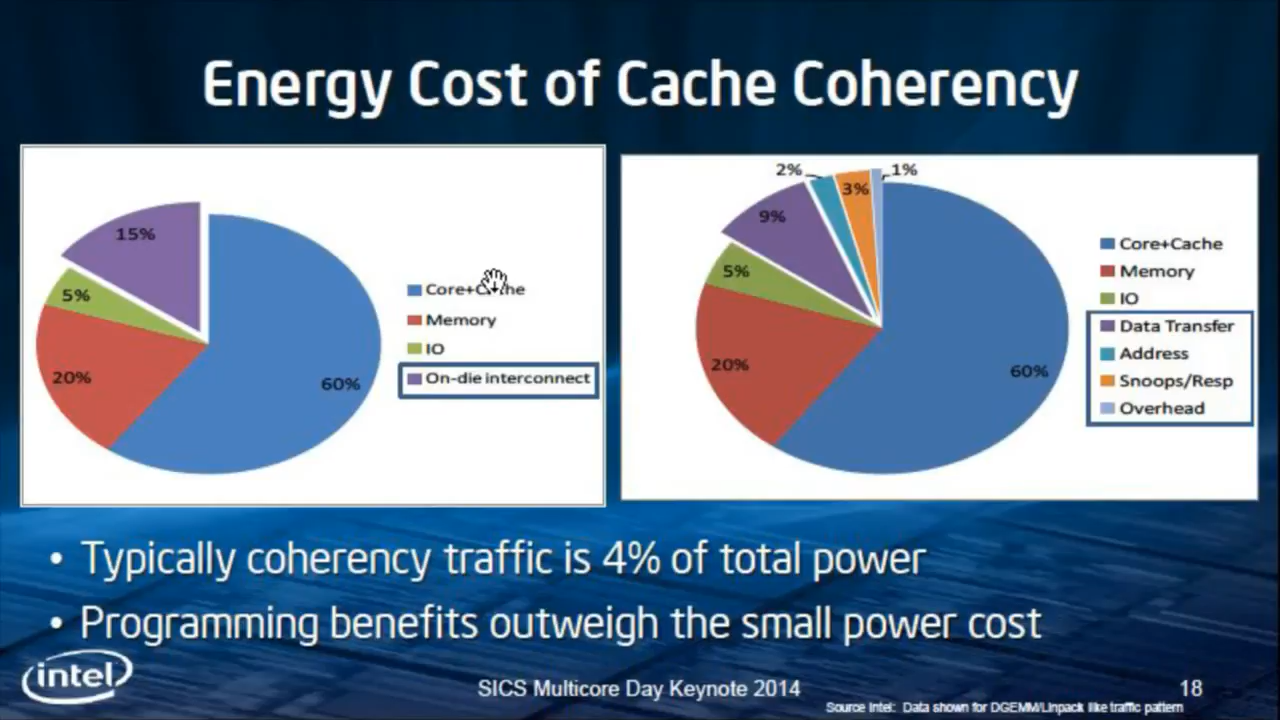 Energy Cost of Cache Coherency
15%
5%
20%
60%
Core+Cache
Memory
IO
On-die interconnect
2%
3%
1%
9%
5%
20%
60%
Core+Cache
Memory
IO
Data Transfer
Address
Snoops/Resp
Overhead
• Typically coherency traffic is 4% of total power
• Programming benefits outweigh the small power cost
intel
SICS Multicore Day Keynote 2014
18
Source Intel: Data shown for DGEMM/Linpack like traffic pattern